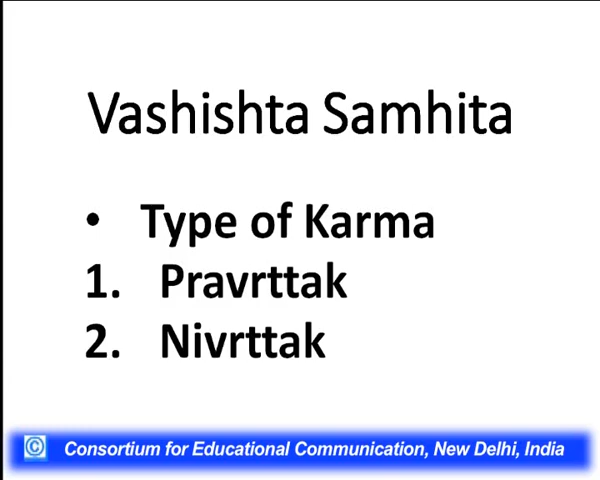 Vashishta Samhita
• Type of Karma
1. Pravrttak
2. Nivrttak
© Consortium for Educational Communication, New Delhi, India